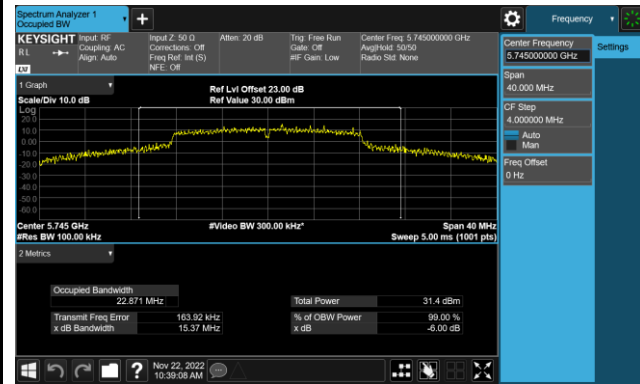 Spectrum Analyzer 1
Occupied BW
+
Frequency
KEYSIGHT
RL
LXI
Input: RF
Coupling: AC
Align: Auto
Input Z: 50 Ω
Corrections: Off
Freq Ref: Int (S)
NFE: Off
Atten: 20 dB
Trig: Free Run
Gate: Off
#IF Gain: Low
Center Freq: 5.745000000 GHz
Avg|Hold: 50/50
Radio Std: None
Center Frequency
5.745000000 GHz
Settings
Span
40.000 MHz
CF Step
4.000000 MHz
Auto
Man
Freq Offset
0 Hz
1 Graph
Scale/Div 10.0 dB
Ref Lvl Offset 23.00 dB
Ref Value 30.00 dBm
Log
20.0
10.0
0.00
-10.0
-20.0
-30.0
-40.0
-50.0
-60.0
Center 5.745 GHz
#Res BW 100.00 kHz
#Video BW 300.00 kHz*
Span 40 MHz
Sweep 5.00 ms (1001 pts)
2 Metrics
Occupied Bandwidth
22.871 MHz
Total Power 31.4 dBm
Transmit Freq Error 163.92 kHz
% of OBW Power 99.00 %
x dB Bandwidth 15.37 MHz
x dB -6.00 dB
?
Nov 22, 2022
10:39:08 AM